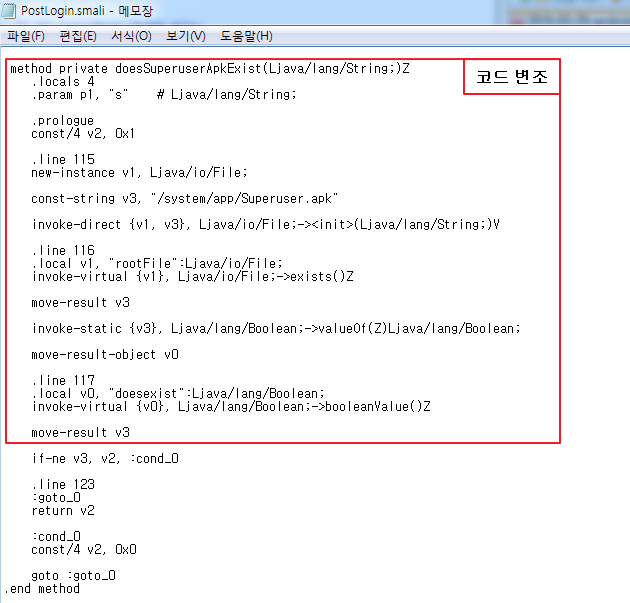 PostLogin.smali - 메모장
파일(F) 편집(E) 서식(O) 보기(V) 도움말(H)
코드 변조
method private doesSuperuserApkExist(Ljava/lang/String;)Z
.locals 4
.param p1, "s" # Ljava/lang/String;
.prologue
const/4 v2, 0x1
.line 115
new-instance v1, Ljava/io/File;
const-string v3, "/system/app/Superuser.apk"
invoke-direct {v1, v3}, Ljava/io/File;-><init>(Ljava/lang/String;)V
.line 116
.local v1, "rootFile":Ljava/io/File;
invoke-virtual {v1}, Ljava/io/File;->exists()Z
move-result v3
invoke-static {v3}, Ljava/lang/Boolean;->valueOf(Z)Ljava/lang/Boolean;
move-result-object v0
.line 117
.local v0, "doesexist":Ljava/lang/Boolean;
invoke-virtual {v0}, Ljava/lang/Boolean;->booleanValue()Z
move-result v3
if-ne v3, v2, :cond_0
.line 123
:goto_0
return v2
:cond_0
const/4 v2, 0x0
goto :goto_0
.end method